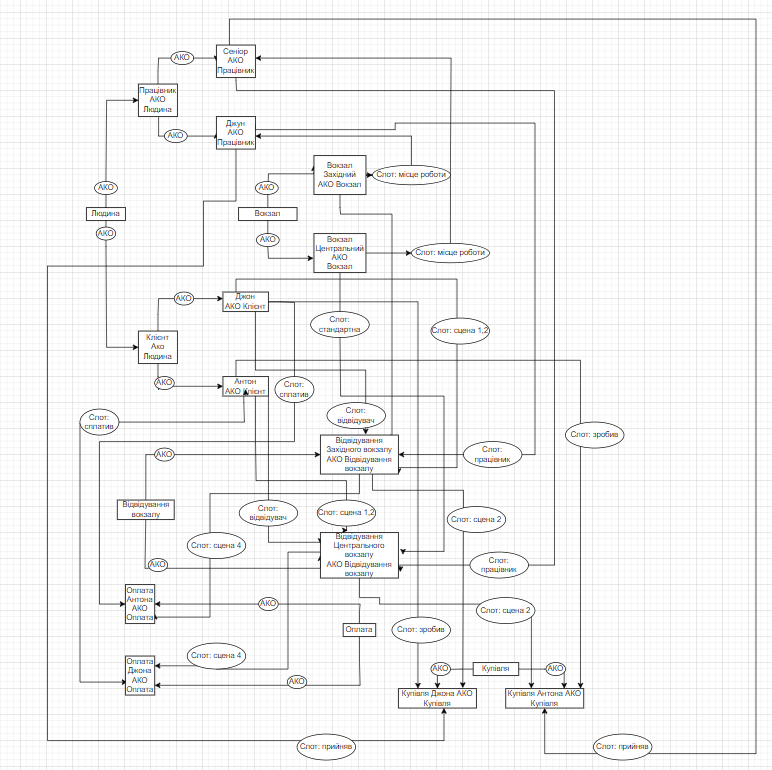 Сеніор
АКО
Працівник
АКО
Працівник
АКО
Людина
Джун
АКО
Працівник
АКО
Вокзал
Західний
АКО Вокзал
Слот: місце роботи
АКО
АКО
Людина
Вокзал
АКО
АКО
Вокзал
Центральний
АКО
Вокзал
Слот: місце роботи
АКО
Джон
АКО Клієнт
Слот:
стандартна
Слот: сцена 1,2
Клієнт
Ако
Людина
АКО
Антон
АКО Клієнт
Слот:
сплатив
Слот:
сплатив
Слот:
відвідувач
Слот: зробив
Відвідування
Західного вокзалу
АКО Відвідування
вокзалу
АКО
Слот:
працівник
Відвідування
вокзалу
Слот:
відвідувач
Слот: сцена 1,2
Слот: сцена 2
Слот: сцена 4
Відвідування
Центрального
вокзалу
АКО Відвідування
вокзалу
АКО
Слот:
працівник
Оплата
Антона
АКО
Оплата
АКО
Слот: сцена 2
Оплата
Слот: зробив
Слот: сцена 4
Оплата
Джона
АКО
Оплата
АКО
АКО
Купівля
АКО
Купівля Джона АКО
Купівля
Купівля Антона АКО
Купівля
Слот: прийняв
Слот: прийняв